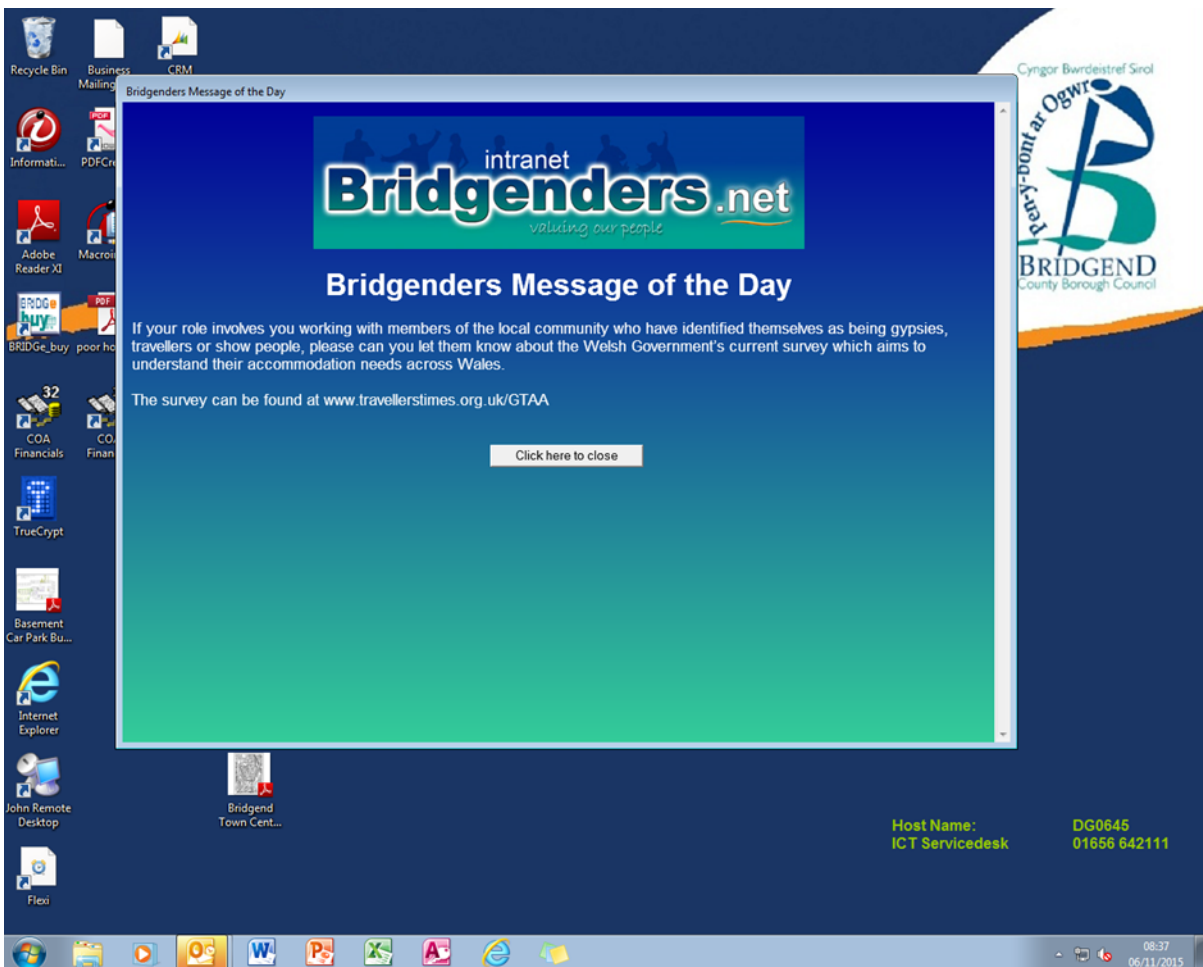 Recycle Bin
Business
Mailing
CRM
Informati...
PDF
PDFCre
Adobe
Reader XI
Macroi
BRIDGe
buy
BRIDGe_buy
PDF
poor ho
32
COA
Financials
CO
Finan
TrueCrypt
Basement
Car Park Bu...
Internet
Explorer
John Remote
Desktop
Bridgend
Town Cent...
Flexi
Bridgenders Message of the Day
intranet
Bridgenders.net
valuing our people
Bridgenders Message of the Day
If your role involves you working with members of the local community who have identified themselves as being gypsies,
travellers or show people, please can you let them know about the Welsh Government's current survey which aims to
understand their accommodation needs across Wales.
The survey can be found at www.travellerstimes.org.uk/GTAA
Click here to close
Cyngor Bwrdeistref Sirol
Pen-y-bont ar Ogwr
BRIDGEND
County Borough Council
Host Name: DG0645
ICT Servicedesk 01656 642111
08:37
06/11/2015